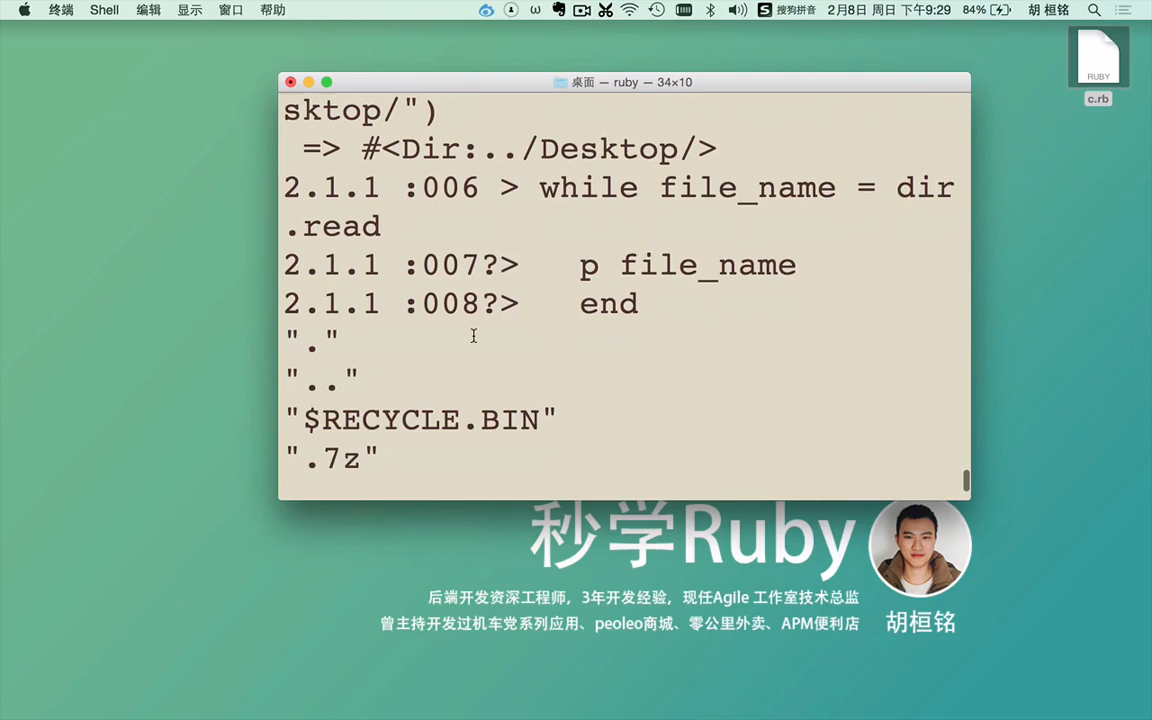 终端 Shell 编辑 显示 窗口 帮助 搜狗拼音 2月8日 周日 下午9:29 84% 胡 桓铭
RUBY
c.rb
桌面 — ruby — 34×10
sktop/")
=> #<Dir:../Desktop/>
2.1.1 :006 > while file_name = dir
.read
2.1.1 :007?>   p file_name
2.1.1 :008?>   end
"."
".."
"$RECYCLE.BIN"
".7z"
秒学Ruby
后端开发资深工程师，3年开发经验，现任Agile 工作室技术总监
曾主持开发过机车党系列应用、peoleo商城、零公里外卖、APM便利店
胡桓铭